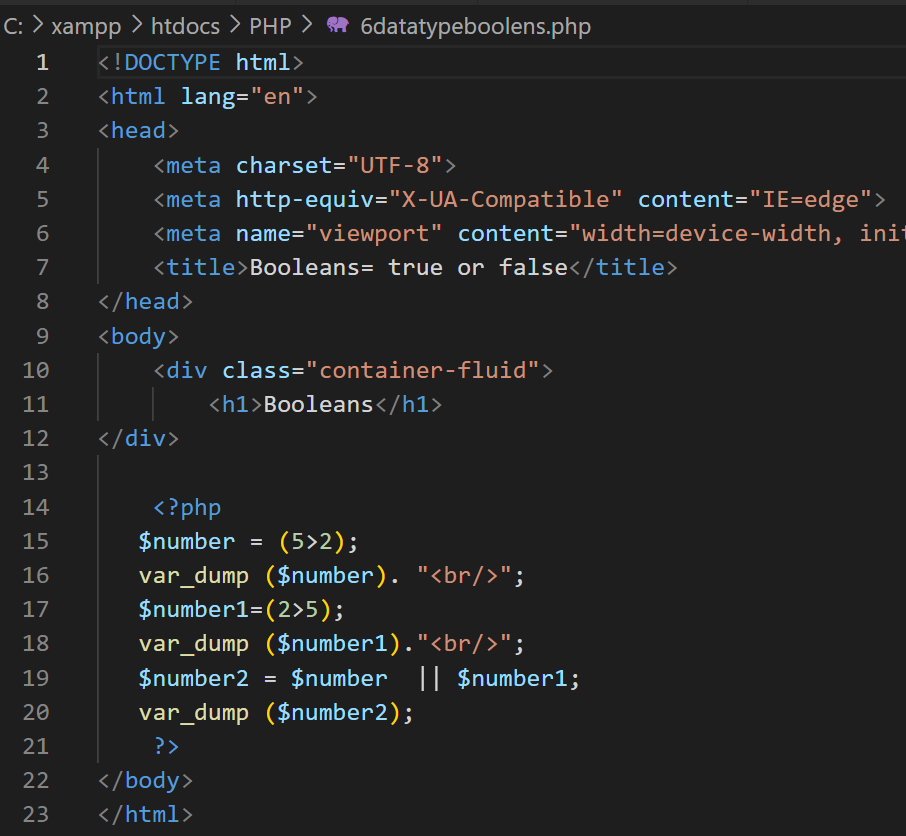 C: > xampp > htdocs > PHP > 6datatypeboolens.php
1 <!DOCTYPE html>
2 <html lang="en">
3 <head>
4 <meta charset="UTF-8">
5 <meta http-equiv="X-UA-Compatible" content="IE=edge">
6 <meta name="viewport" content="width=device-width, init
7 <title>Booleans= true or false</title>
8 </head>
9 <body>
10 <div class="container-fluid">
11 <h1>Booleans</h1>
12 </div>
13
14 <?php
15 $number = (5>2);
16 var_dump ($number). "<br/>";
17 $number1=(2>5);
18 var_dump ($number1)."<br/>";
19 $number2 = $number  || $number1;
20 var_dump ($number2);
21 ?>
22 </body>
23 </html>